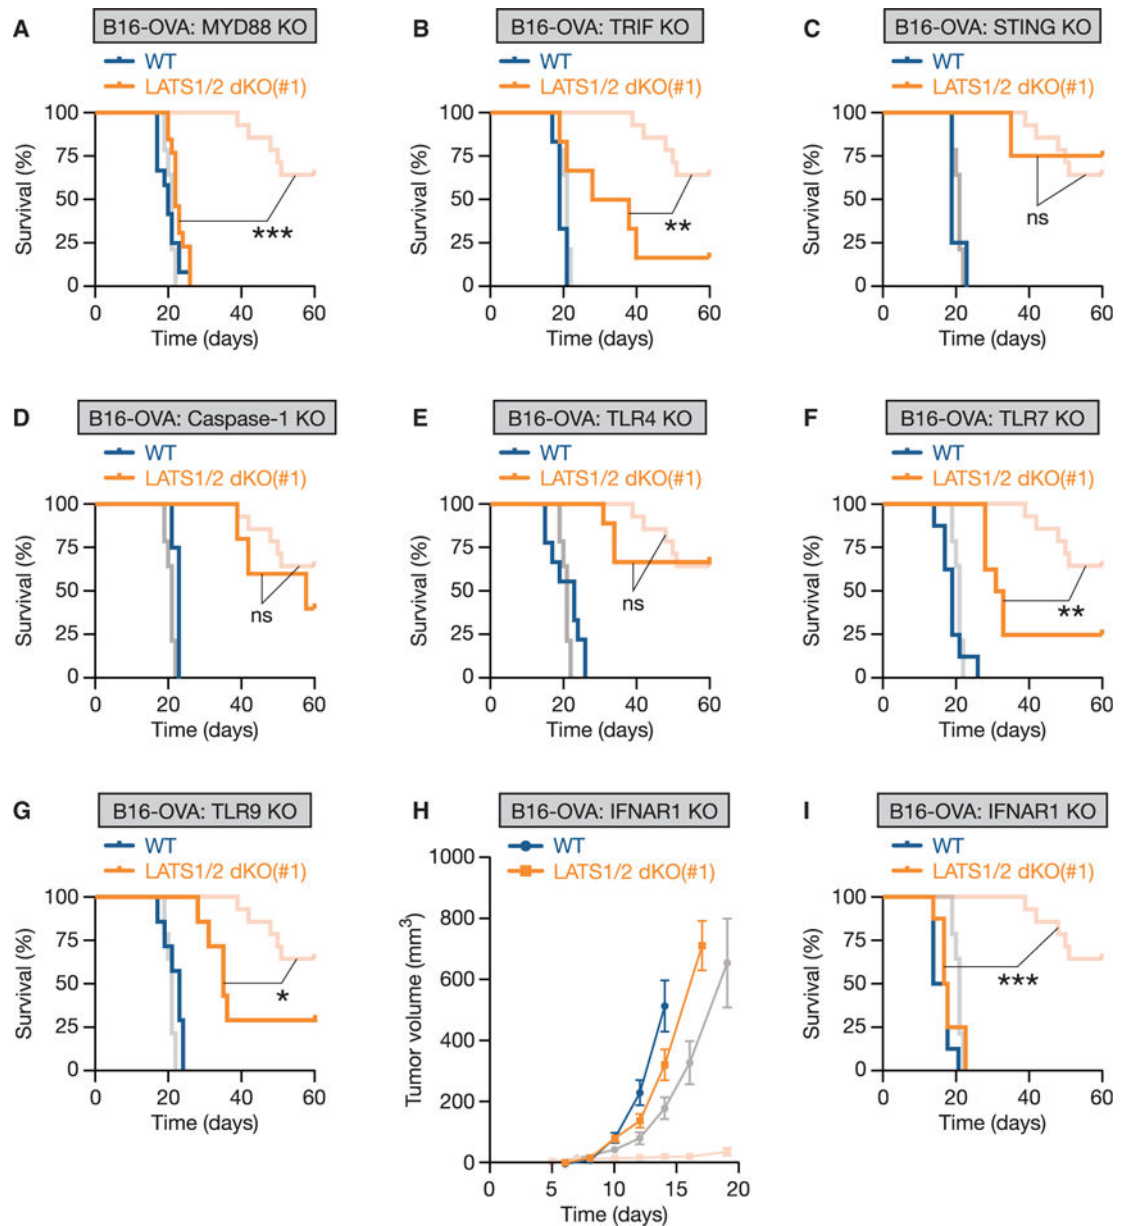 A
B16-OVA: MYD88 KO
WT
LATS1/2 dKO(#1)
Survival (%)
100
75
50
25
0
***
0 20 40 60
Time (days)
B
B16-OVA: TRIF KO
WT
LATS1/2 dKO(#1)
Survival (%)
100
75
50
25
0
**
0 20 40 60
Time (days)
C
B16-OVA: STING KO
WT
LATS1/2 dKO(#1)
Survival (%)
100
75
50
25
0
ns
0 20 40 60
Time (days)
D
B16-OVA: Caspase-1 KO
WT
LATS1/2 dKO(#1)
Survival (%)
100
75
50
25
0
ns
0 20 40 60
Time (days)
E
B16-OVA: TLR4 KO
WT
LATS1/2 dKO(#1)
Survival (%)
100
75
50
25
0
ns
0 20 40 60
Time (days)
F
B16-OVA: TLR7 KO
WT
LATS1/2 dKO(#1)
Survival (%)
100
75
50
25
0
**
0 20 40 60
Time (days)
G
B16-OVA: TLR9 KO
WT
LATS1/2 dKO(#1)
Survival (%)
100
75
50
25
0
*
0 20 40 60
Time (days)
H
B16-OVA: IFNAR1 KO
WT
LATS1/2 dKO(#1)
Tumor volume (mm³)
1000
800
600
400
200
0
0 5 10 15 20
Time (days)
I
B16-OVA: IFNAR1 KO
WT
LATS1/2 dKO(#1)
Survival (%)
100
75
50
25
0
***
0 20 40 60
Time (days)